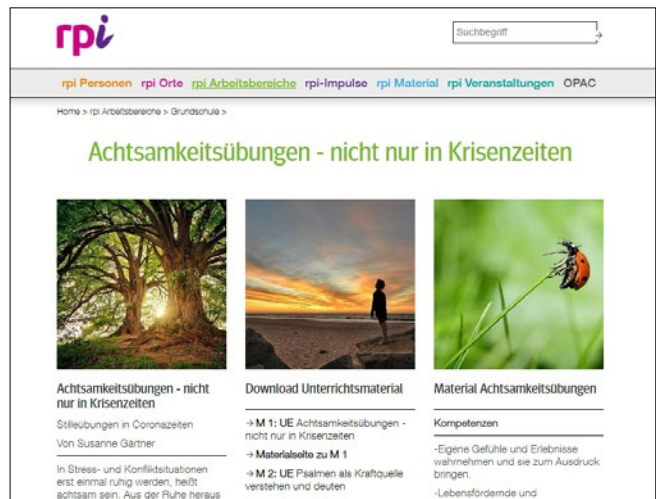 rpi
Suchbegriff
rpi Personen rpi Orte rpi Arbeitsbereiche rpi-Impulse rpi Material rpi Veranstaltungen OPAC
Home > rpi Arbeitsbereiche > Grundschule >
Achtsamkeitsübungen - nicht nur in Krisenzeiten
Achtsamkeitsübungen - nicht
nur in Krisenzeiten
Stilleübungen in Coronazeiten
Von Susanne Gärtner
In Stress- und Konfliktsituationen
erst einmal ruhig werden, heißt
achtsam sein. Aus der Ruhe heraus
Download Unterrichtsmaterial
→ M 1: UE Achtsamkeitsübungen -
nicht nur in Krisenzeiten
→ Materialseite zu M 1
→ M 2: UE Psalmen als Kraftquelle
verstehen und deuten
Material Achtsamkeitsübungen
Kompetenzen
-Eigene Gefühle und Erlebnisse
wahrnehmen und sie zum Ausdruck
bringen.
-Lebensfördernde und